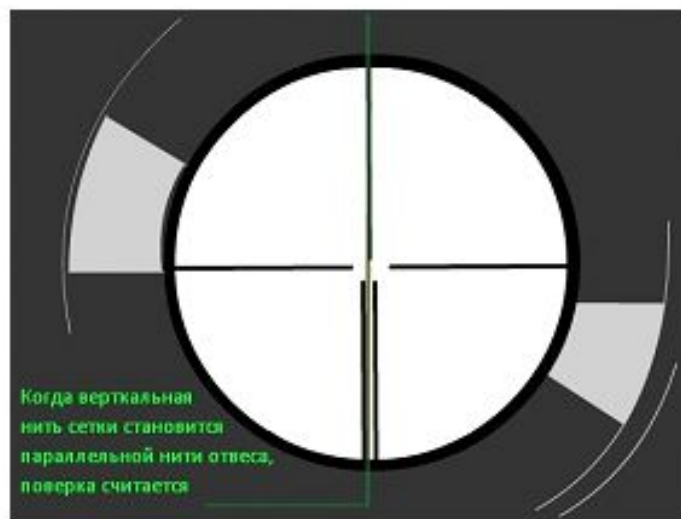 Когда верткальная
нить сетки становится
параллельной нити отвеса,
поверка считается